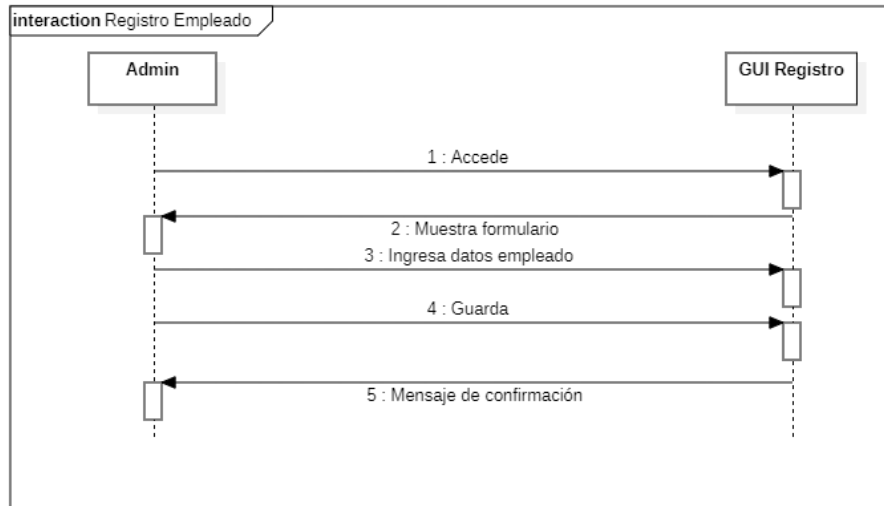 interaction Registro Empleado
Admin
GUI Registro
1 : Accede
2 : Muestra formulario
3 : Ingresa datos empleado
4 : Guarda
5 : Mensaje de confirmación